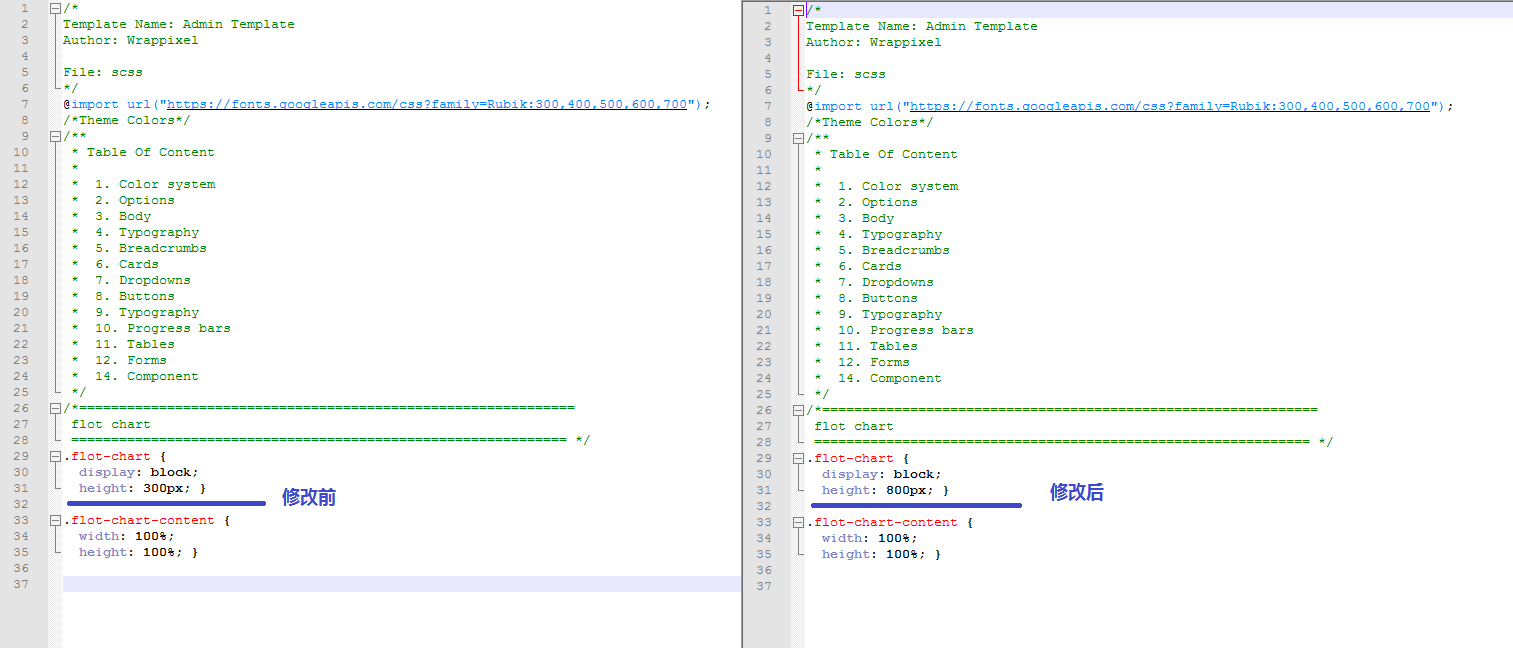 1 /*
2 Template Name: Admin Template
3 Author: Wrappixel
4
5 File: scss
6 */
7 @import url("https://fonts.googleapis.com/css?family=Rubik:300,400,500,600,700");
8 /*Theme Colors*/
9 /**
10 * Table Of Content
11 *
12 * 1. Color system
13 * 2. Options
14 * 3. Body
15 * 4. Typography
16 * 5. Breadcrumbs
17 * 6. Cards
18 * 7. Dropdowns
19 * 8. Buttons
20 * 9. Typography
21 * 10. Progress bars
22 * 11. Tables
23 * 12. Forms
24 * 14. Component
25 */
26 /*==============================================================
27 flot chart
28 ============================================================== */
29 .flot-chart {
30 display: block;
31 height: 300px; }
修改前
32
33 .flot-chart-content {
34 width: 100%;
35 height: 100%; }
36
37
1 /*
2 Template Name: Admin Template
3 Author: Wrappixel
4
5 File: scss
6 */
7 @import url("https://fonts.googleapis.com/css?family=Rubik:300,400,500,600,700");
8 /*Theme Colors*/
9 /**
10 * Table Of Content
11 *
12 * 1. Color system
13 * 2. Options
14 * 3. Body
15 * 4. Typography
16 * 5. Breadcrumbs
17 * 6. Cards
18 * 7. Dropdowns
19 * 8. Buttons
20 * 9. Typography
21 * 10. Progress bars
22 * 11. Tables
23 * 12. Forms
24 * 14. Component
25 */
26 /*==============================================================
27 flot chart
28 ============================================================== */
29 .flot-chart {
30 display: block;
31 height: 800px; }
修改后
32
33 .flot-chart-content {
34 width: 100%;
35 height: 100%; }
36
37